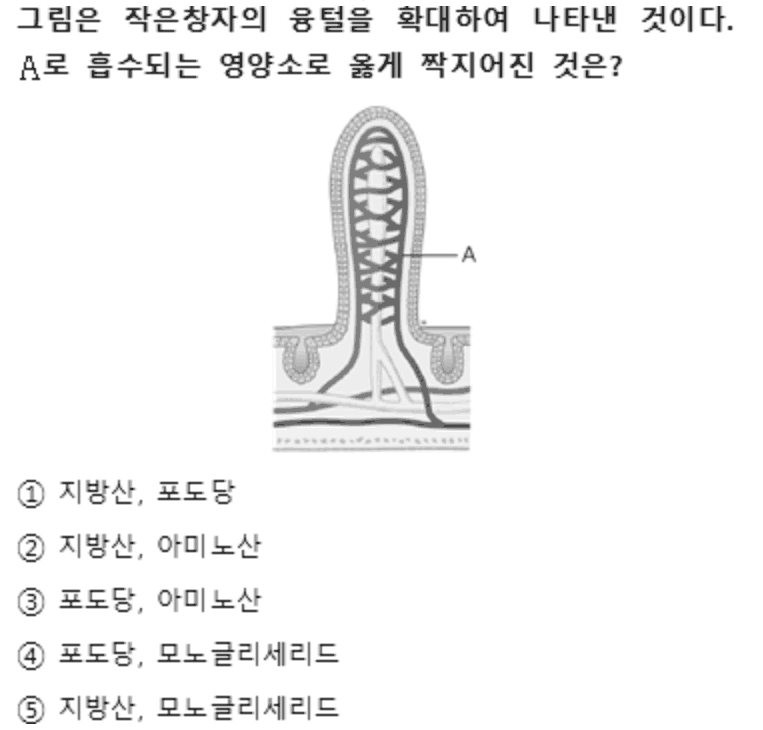 그림은 작은창자의 융털을 확대하여 나타낸 것이다.
A로 흡수되는 영양소로 옳게 짝지어진 것은?
A
① 지방산, 포도당
② 지방산, 아미노산
③ 포도당, 아미노산
④ 포도당, 모노글리세리드
⑤ 지방산, 모노글리세리드